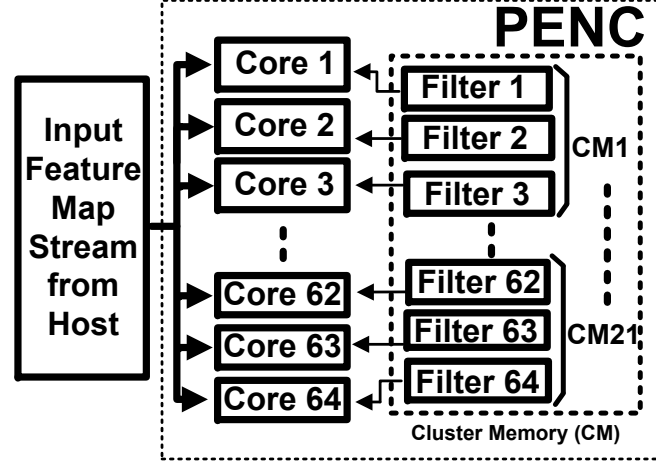 PENC
Input
Feature
Map
Stream
from
Host
Core 1
Core 2
Core 3
Core 62
Core 63
Core 64
Filter 1
Filter 2
Filter 3
Filter 62
Filter 63
Filter 64
CM1
CM21
Cluster Memory (CM)